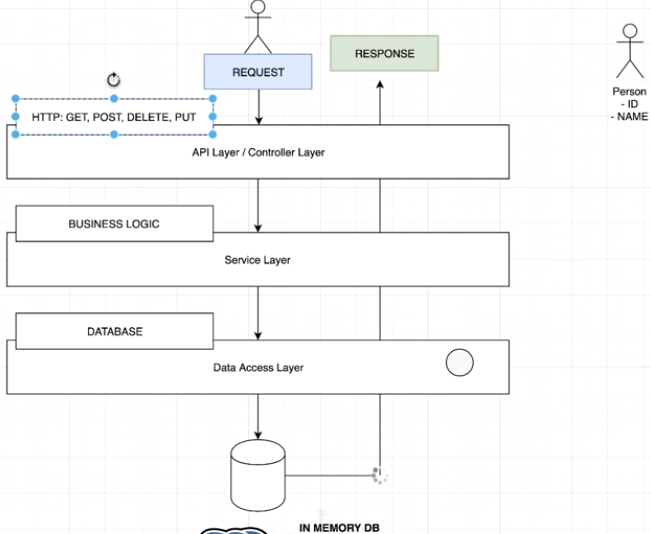 REQUEST
RESPONSE
Person
- ID
- NAME
HTTP: GET, POST, DELETE, PUT
API Layer / Controller Layer
BUSINESS LOGIC
Service Layer
DATABASE
Data Access Layer
IN MEMORY DB